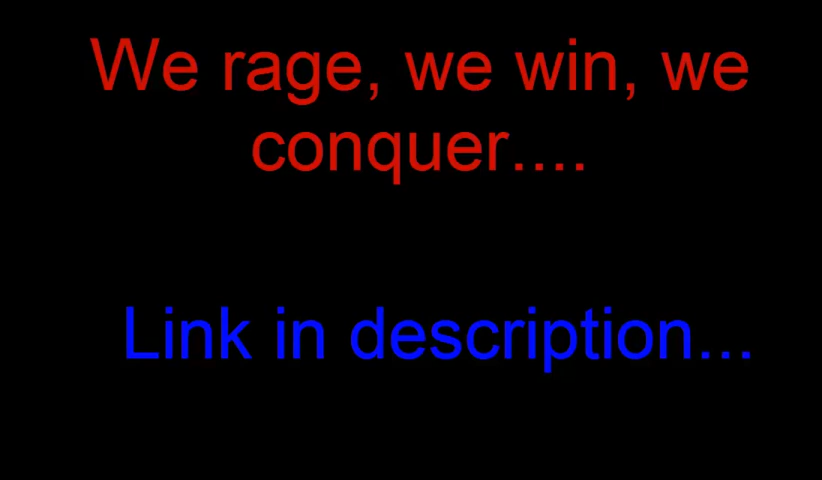 We rage, we win, we
conquer....
Link in description...